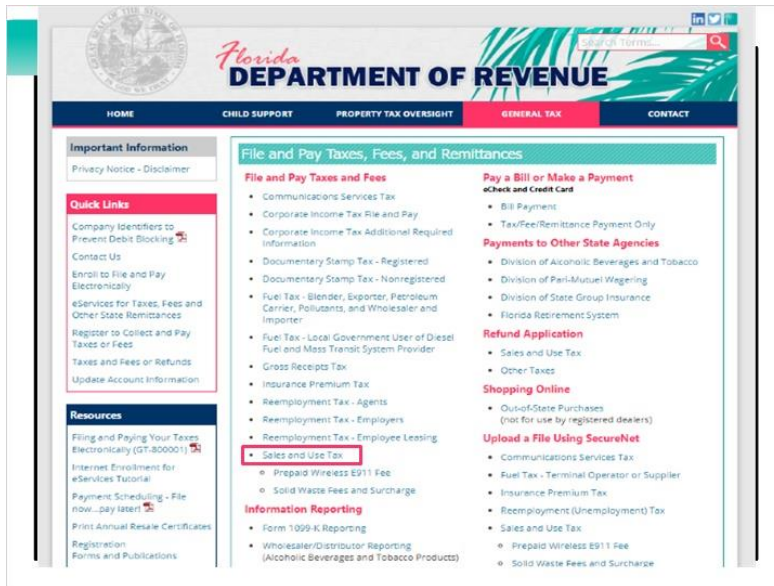 Florida
DEPARTMENT OF REVENUE
Search Terms...
HOME
CHILD SUPPORT
PROPERTY TAX OVERSIGHT
GENERAL TAX
CONTACT
Important Information
Privacy Notice - Disclaimer
Quick Links
Company Identifiers to
Prevent Debit Blocking
Contact Us
Enroll to File and Pay
Electronically
eServices for Taxes, Fees and
Other State Remittances
Register to Collect and Pay
Taxes or Fees
Taxes and Fees or Refunds
Update Account Information
Resources
Filing and Paying Your Taxes
Electronically (GT-800001)
Internet Enrollment for
eServices Tutorial
Payment Scheduling - File
now...pay later!
Print Annual Resale Certificates
Registration
Forms and Publications
File and Pay Taxes, Fees, and Remittances
File and Pay Taxes and Fees
Communications Services Tax
Corporate Income Tax File and Pay
Corporate Income Tax Additional Required
Information
Documentary Stamp Tax - Registered
Documentary Stamp Tax - Nonregistered
Fuel Tax - Blender, Exporter, Petroleum
Carrier, Pollutants, and Wholesaler and
Importer
Fuel Tax - Local Government User of Diesel
Fuel and Mass Transit System Provider
Gross Receipts Tax
Insurance Premium Tax
Reemployment Tax - Agents
Reemployment Tax - Employers
Reemployment Tax - Employee Leasing
Sales and Use Tax
Prepaid Wireless E911 Fee
Solid Waste Fees and Surcharge
Information Reporting
Form 1099-K Reporting
Wholesaler/Distributor Reporting
(Alcoholic Beverages and Tobacco Products)
Pay a Bill or Make a Payment
eCheck and Credit Card
Bill Payment
Tax/Fee/Remittance Payment Only
Payments to Other State Agencies
Division of Alcoholic Beverages and Tobacco
Division of Pari-Mutuel Wagering
Division of State Group Insurance
Florida Retirement System
Refund Application
Sales and Use Tax
Other Taxes
Shopping Online
Out-of-State Purchases
(not for use by registered dealers)
Upload a File Using SecureNet
Communications Services Tax
Fuel Tax - Terminal Operator or Supplier
Insurance Premium Tax
Reemployment (Unemployment) Tax
Sales and Use Tax
Prepaid Wireless E911 Fee
Solid Waste Fees and Surcharge